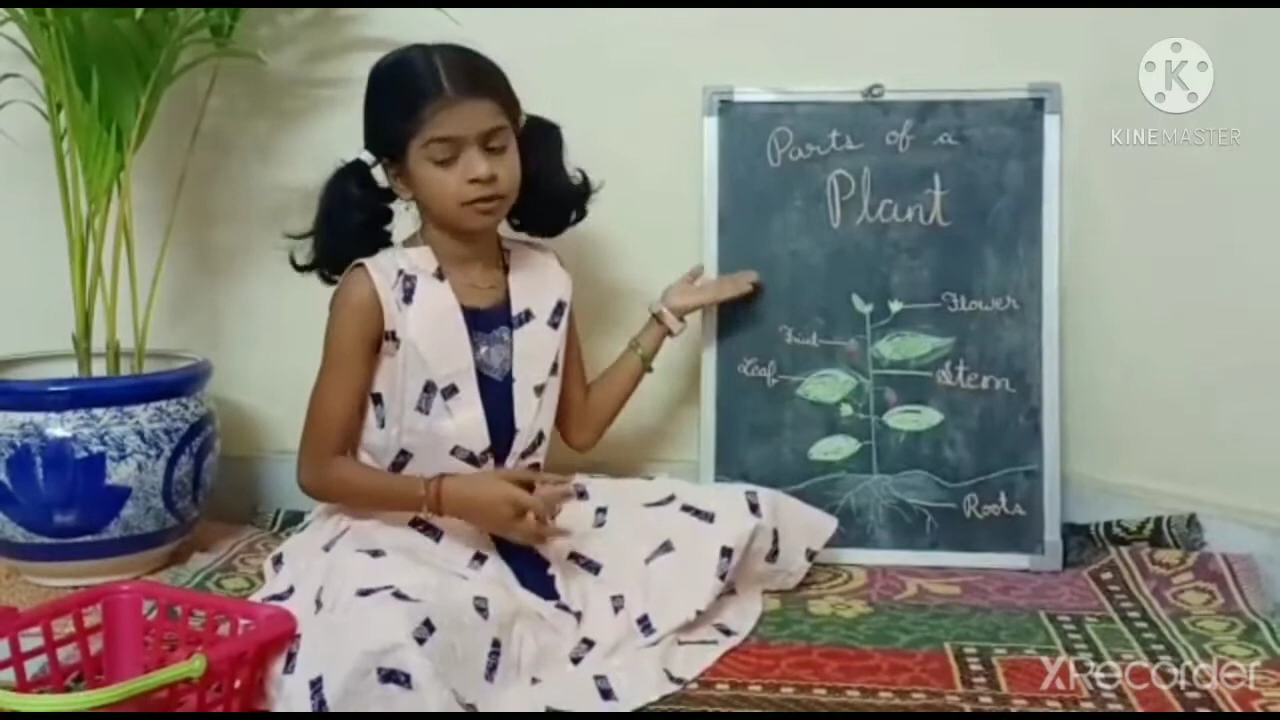 K
KINEMASTER
Parts of a
Plant
Flower
Fruit
Leaf
Stem
Roots
XRecorder